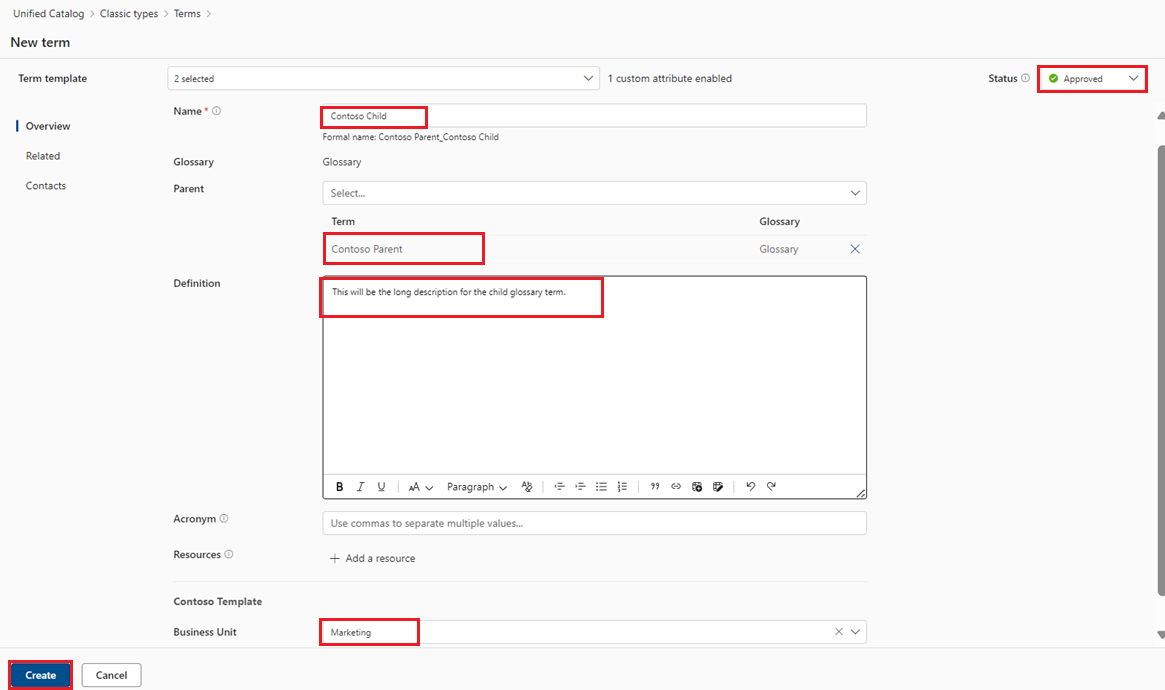 Unified Catalog > Classic types > Terms >
New term
Term template 2 selected 1 custom attribute enabled Status Approved
Overview
Related
Contacts
Name * Contoso Child
Formal name: Contoso Parent_Contoso Child
Glossary Glossary
Parent Select...
Term Glossary
Contoso Parent Glossary
Definition This will be the long description for the child glossary term.
B I U AA Paragraph
Acronym Use commas to separate multiple values...
Resources + Add a resource
Contoso Template
Business Unit Marketing
Create Cancel